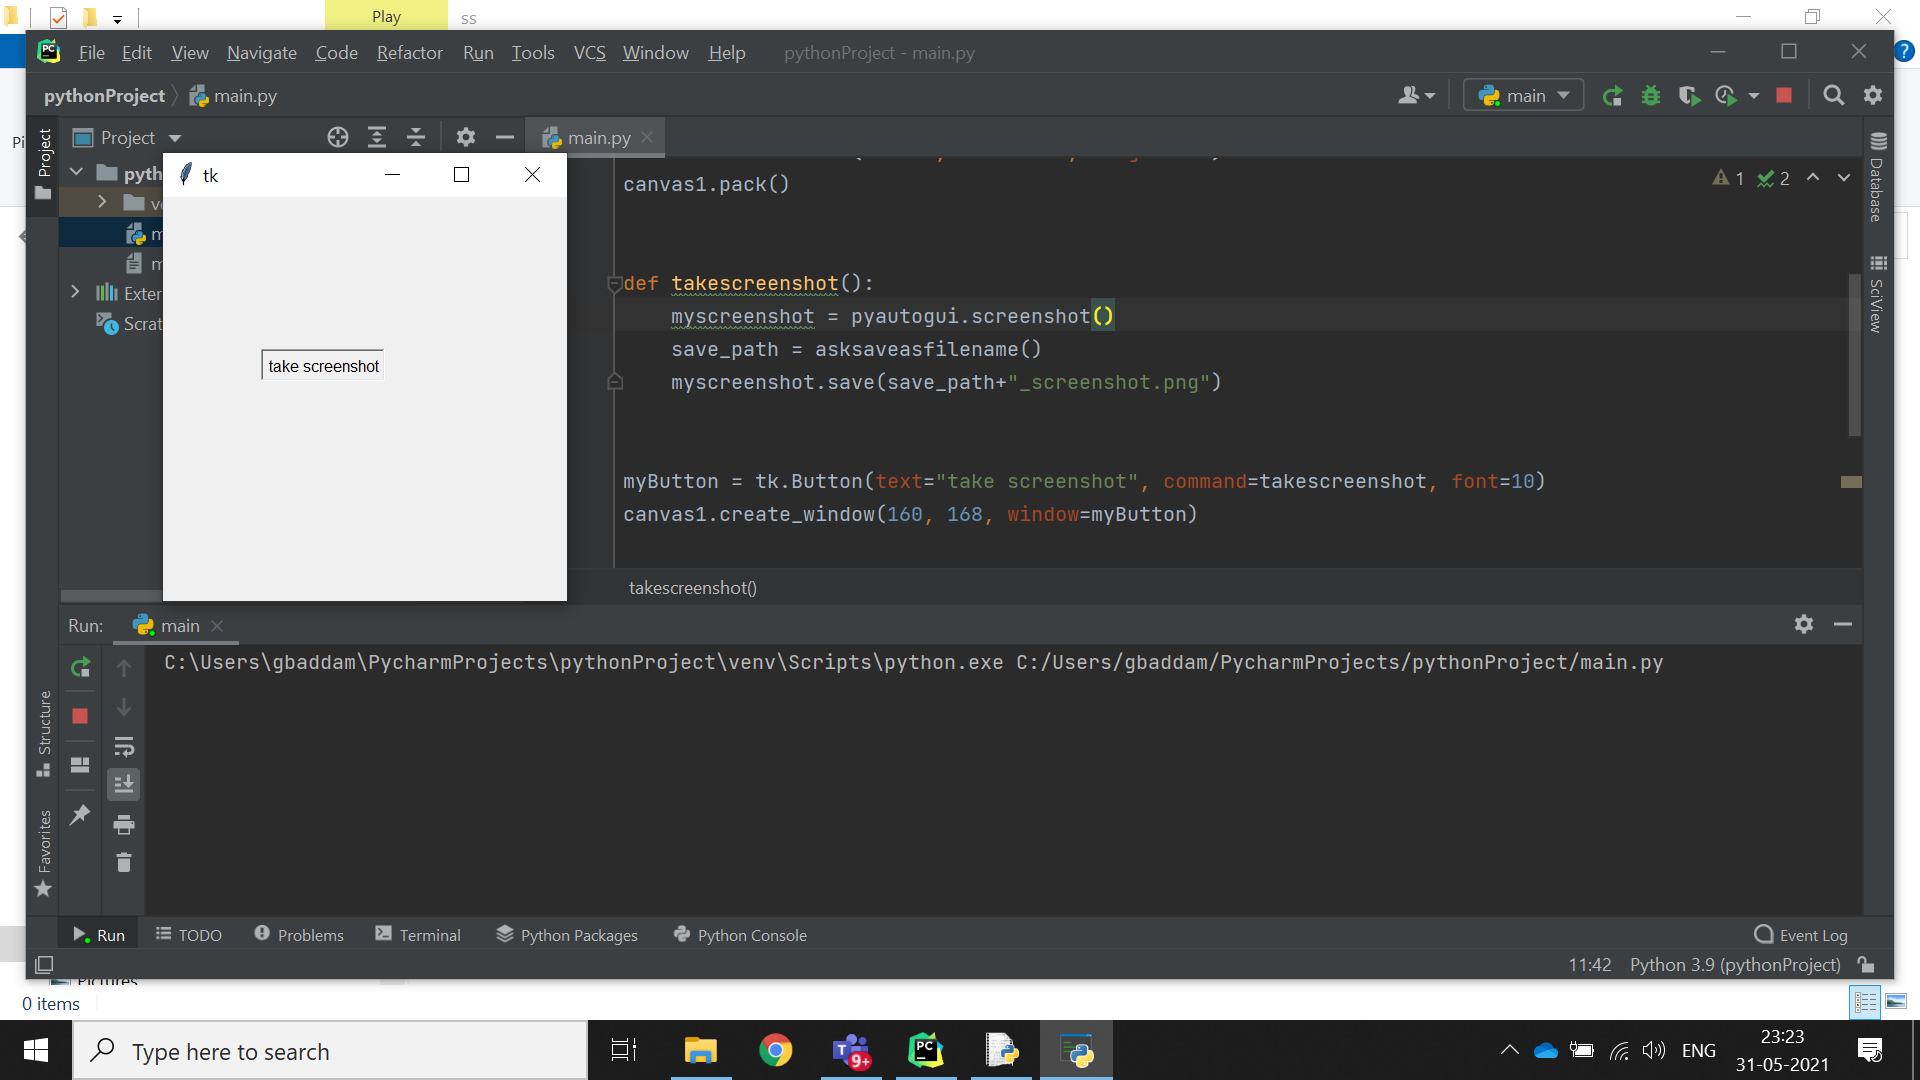 Play
ss
File Edit View Navigate Code Refactor Run Tools VCS Window Help pythonProject - main.py
pythonProject main.py main
Pi
Project
Project
main.py
pyth
tk
take screenshot
Exter
Scrat
canvas1.pack()
1 2
def takescreenshot():
myscreenshot = pyautogui.screenshot()
save_path = asksaveasfilename()
myscreenshot.save(save_path+"_screenshot.png")
myButton = tk.Button(text="take screenshot", command=takescreenshot, font=10)
canvas1.create_window(160, 168, window=myButton)
takescreenshot()
Database
SciView
Run: main
C:\Users\gbaddam\PycharmProjects\pythonProject\venv\Scripts\python.exe C:/Users/gbaddam/PycharmProjects/pythonProject/main.py
Structure
Favorites
Run TODO Problems Terminal Python Packages Python Console Event Log
11:42 Python 3.9 (pythonProject)
Pictures
0 items
Type here to search
9+
ENG
23:23
31-05-2021